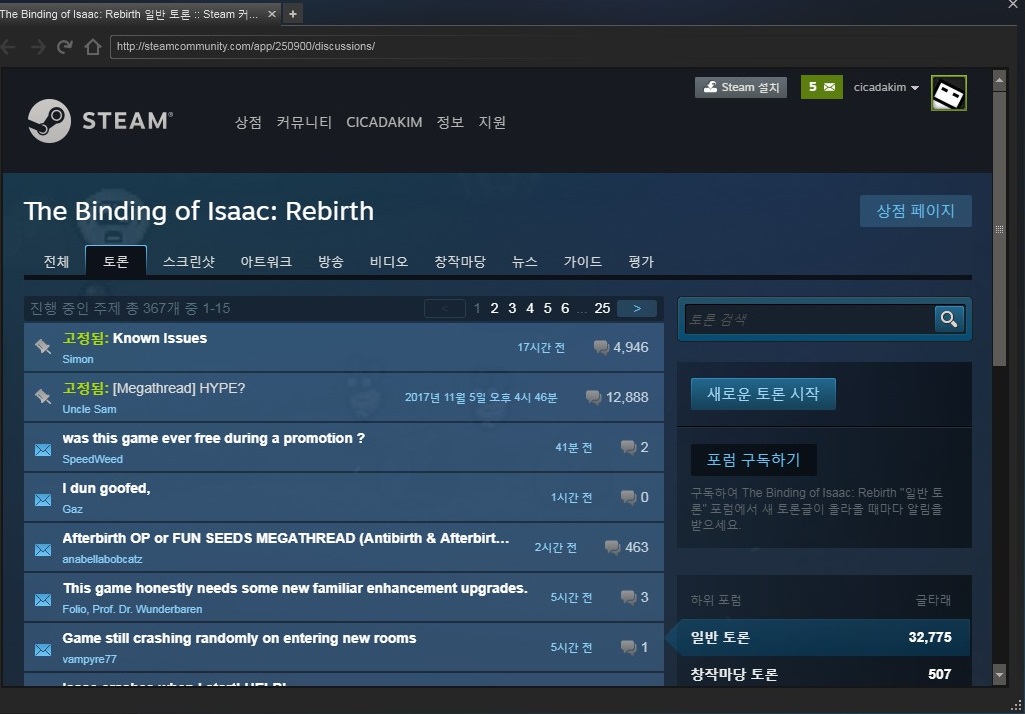 The Binding of Isaac: Rebirth 일반 토론 :: Steam 커...
http://steamcommunity.com/app/250900/discussions/
Steam 설치
5
cicadakim
STEAM®
상점 커뮤니티 CICADAKIM 정보 지원
The Binding of Isaac: Rebirth
상점 페이지
전체 토론 스크린샷 아트워크 방송 비디오 창작마당 뉴스 가이드 평가
진행 중인 주제 총 367개 중 1-15
< 1 2 3 4 5 6 ... 25 >
고정됨: Known Issues
Simon
17시간 전
4,946
고정됨: [Megathread] HYPE?
Uncle Sam
2017년 11월 5일 오후 4시 46분
12,888
was this game ever free during a promotion ?
SpeedWeed
41분 전
2
I dun goofed,
Gaz
1시간 전
0
Afterbirth OP or FUN SEEDS MEGATHREAD (Antibirth & Afterbirt...
anabellabobcatz
2시간 전
463
This game honestly needs some new familiar enhancement upgrades.
Folio, Prof. Dr. Wunderbaren
5시간 전
3
Game still crashing randomly on entering new rooms
vampyre77
5시간 전
1
Isaac crashes when I start! HELP!
토론 검색
새로운 토론 시작
포럼 구독하기
구독하여 The Binding of Isaac: Rebirth "일반 토
론" 포럼에서 새 토론글이 올라올 때마다 알림을
받으세요.
하위 포럼 글타래
일반 토론 32,775
창작마당 토론 507